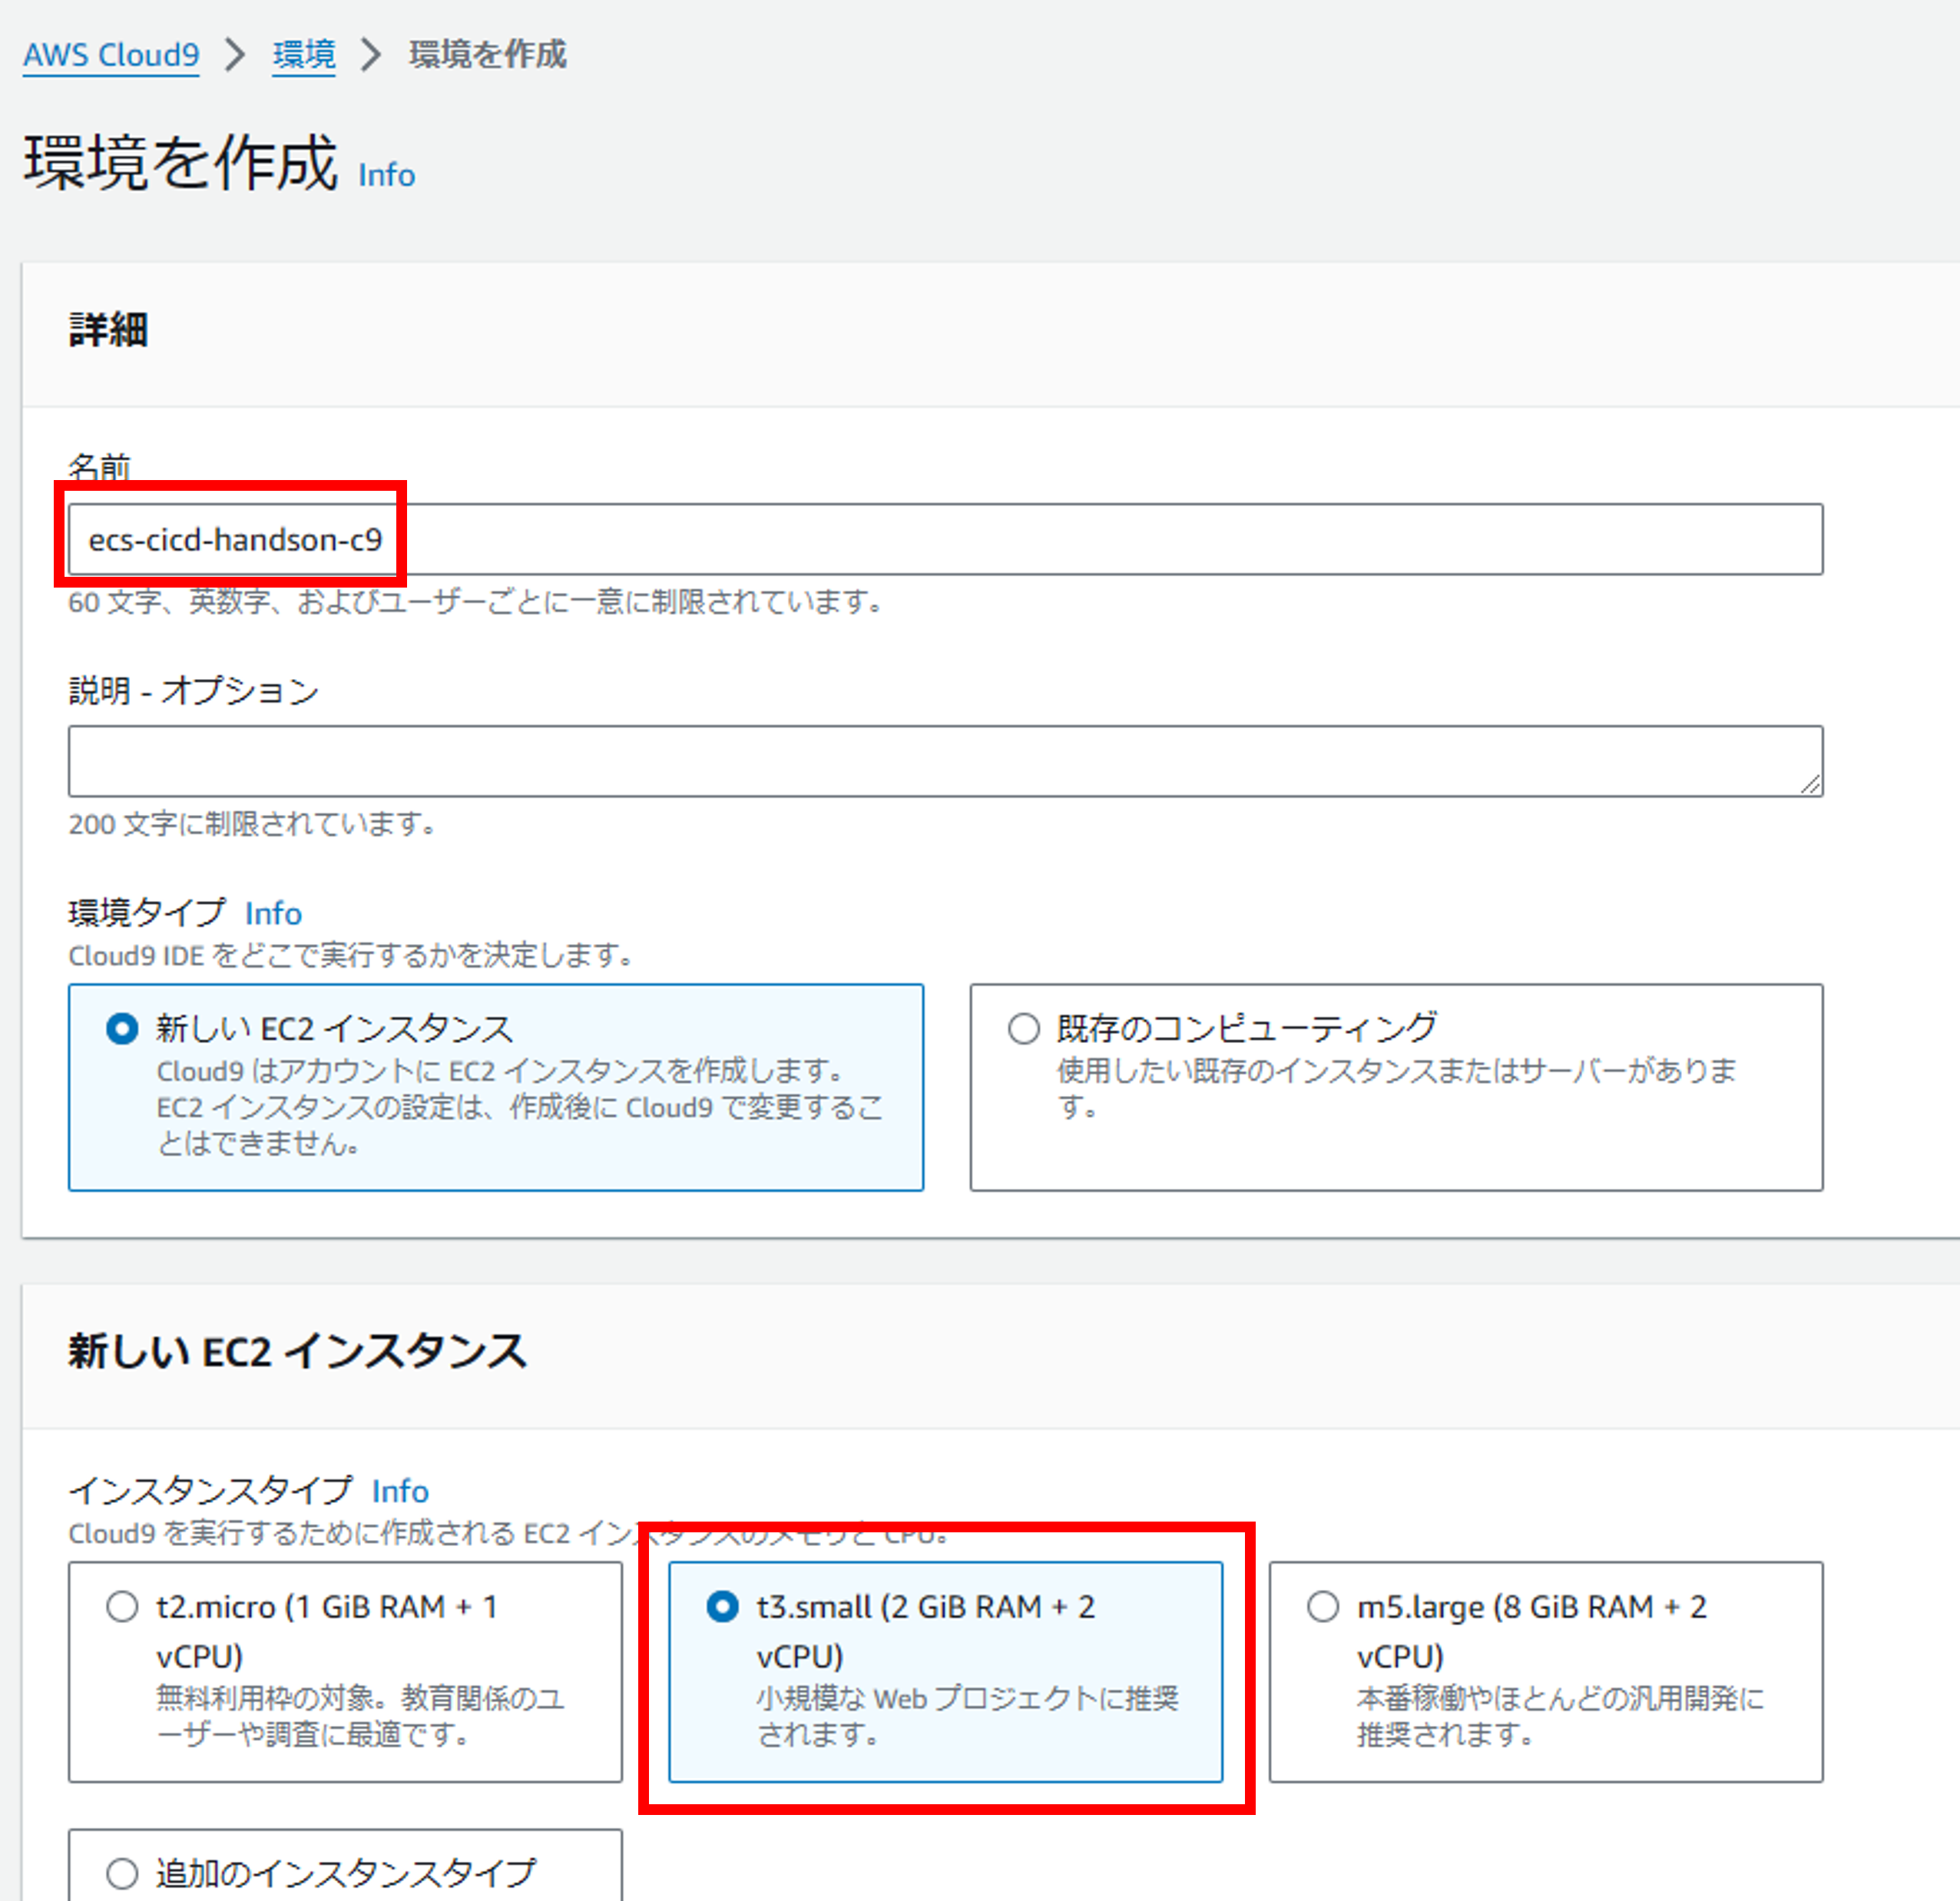 AWS Cloud9 > 環境 > 環境を作成
環境を作成 Info
詳細
名前
ecs-cicd-handson-c9
60 文字、英数字、およびユーザーごとに一意に制限されています。
説明 - オプション
200 文字に制限されています。
環境タイプ Info
Cloud9 IDE をどこで実行するかを決定します。
新しい EC2 インスタンス
Cloud9 はアカウントに EC2 インスタンスを作成します。
EC2 インスタンスの設定は、作成後に Cloud9 で変更するこ
とはできません。
既存のコンピューティング
使用したい既存のインスタンスまたはサーバーがありま
す。
新しい EC2 インスタンス
インスタンスタイプ Info
Cloud9 を実行するために作成される EC2 インスタンスのメモリと CPU。
t2.micro (1 GiB RAM + 1
vCPU)
無料利用枠の対象。教育関係のユ
ーザーや調査に最適です。
t3.small (2 GiB RAM + 2
vCPU)
小規模な Web プロジェクトに推奨
されます。
m5.large (8 GiB RAM + 2
vCPU)
本番稼働やほとんどの汎用開発に
推奨されます。
追加のインスタンスタイプ